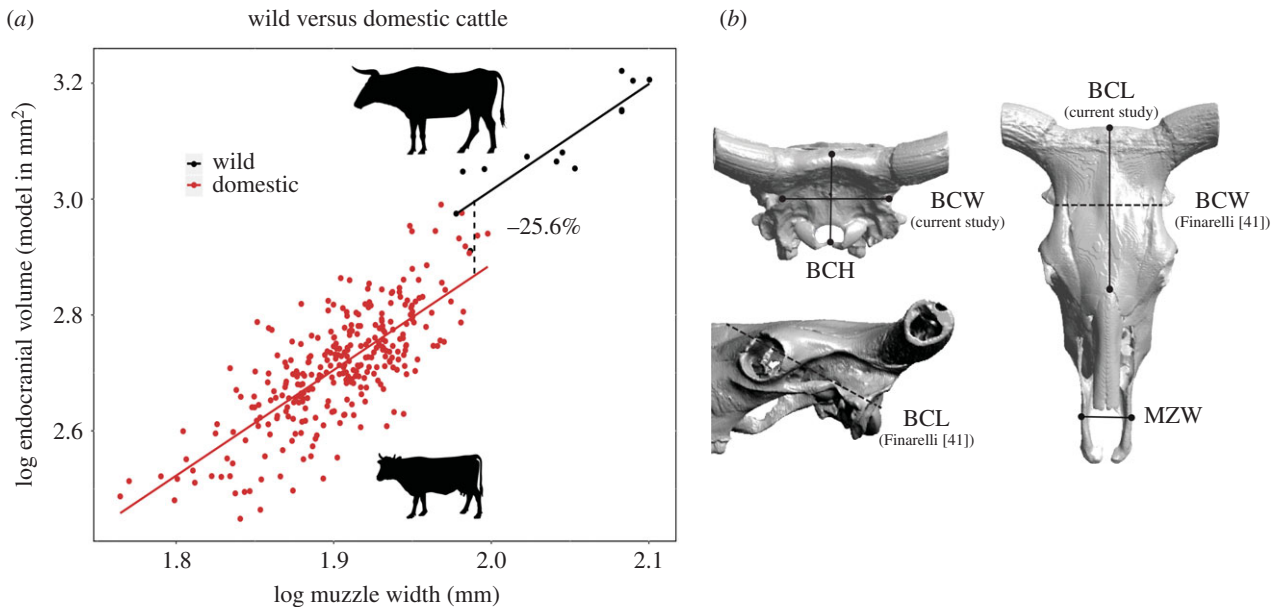 (a)
wild versus domestic cattle
3.2
3.0
2.8
2.6
log endocranial volume (model in mm²)
wild
domestic
–25.6%
1.8
1.9
2.0
2.1
log muzzle width (mm)
(b)
BCW
(current study)
BCH
BCL
(Finarelli [41])
BCL
(current study)
BCW
(Finarelli [41])
MZW